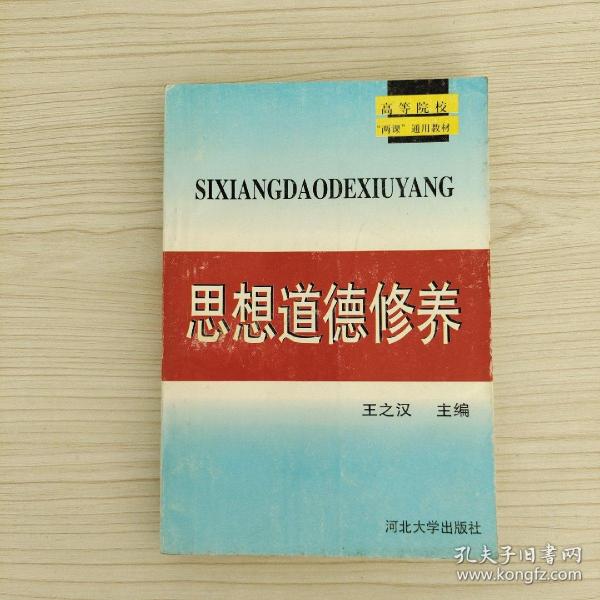 高等院校
“两课”通用教材
SIXIANGDAODEXIUYANG
思想道德修养
王之汉 主编
河北大学出版社
孔夫子旧书网
www.kongfz.com